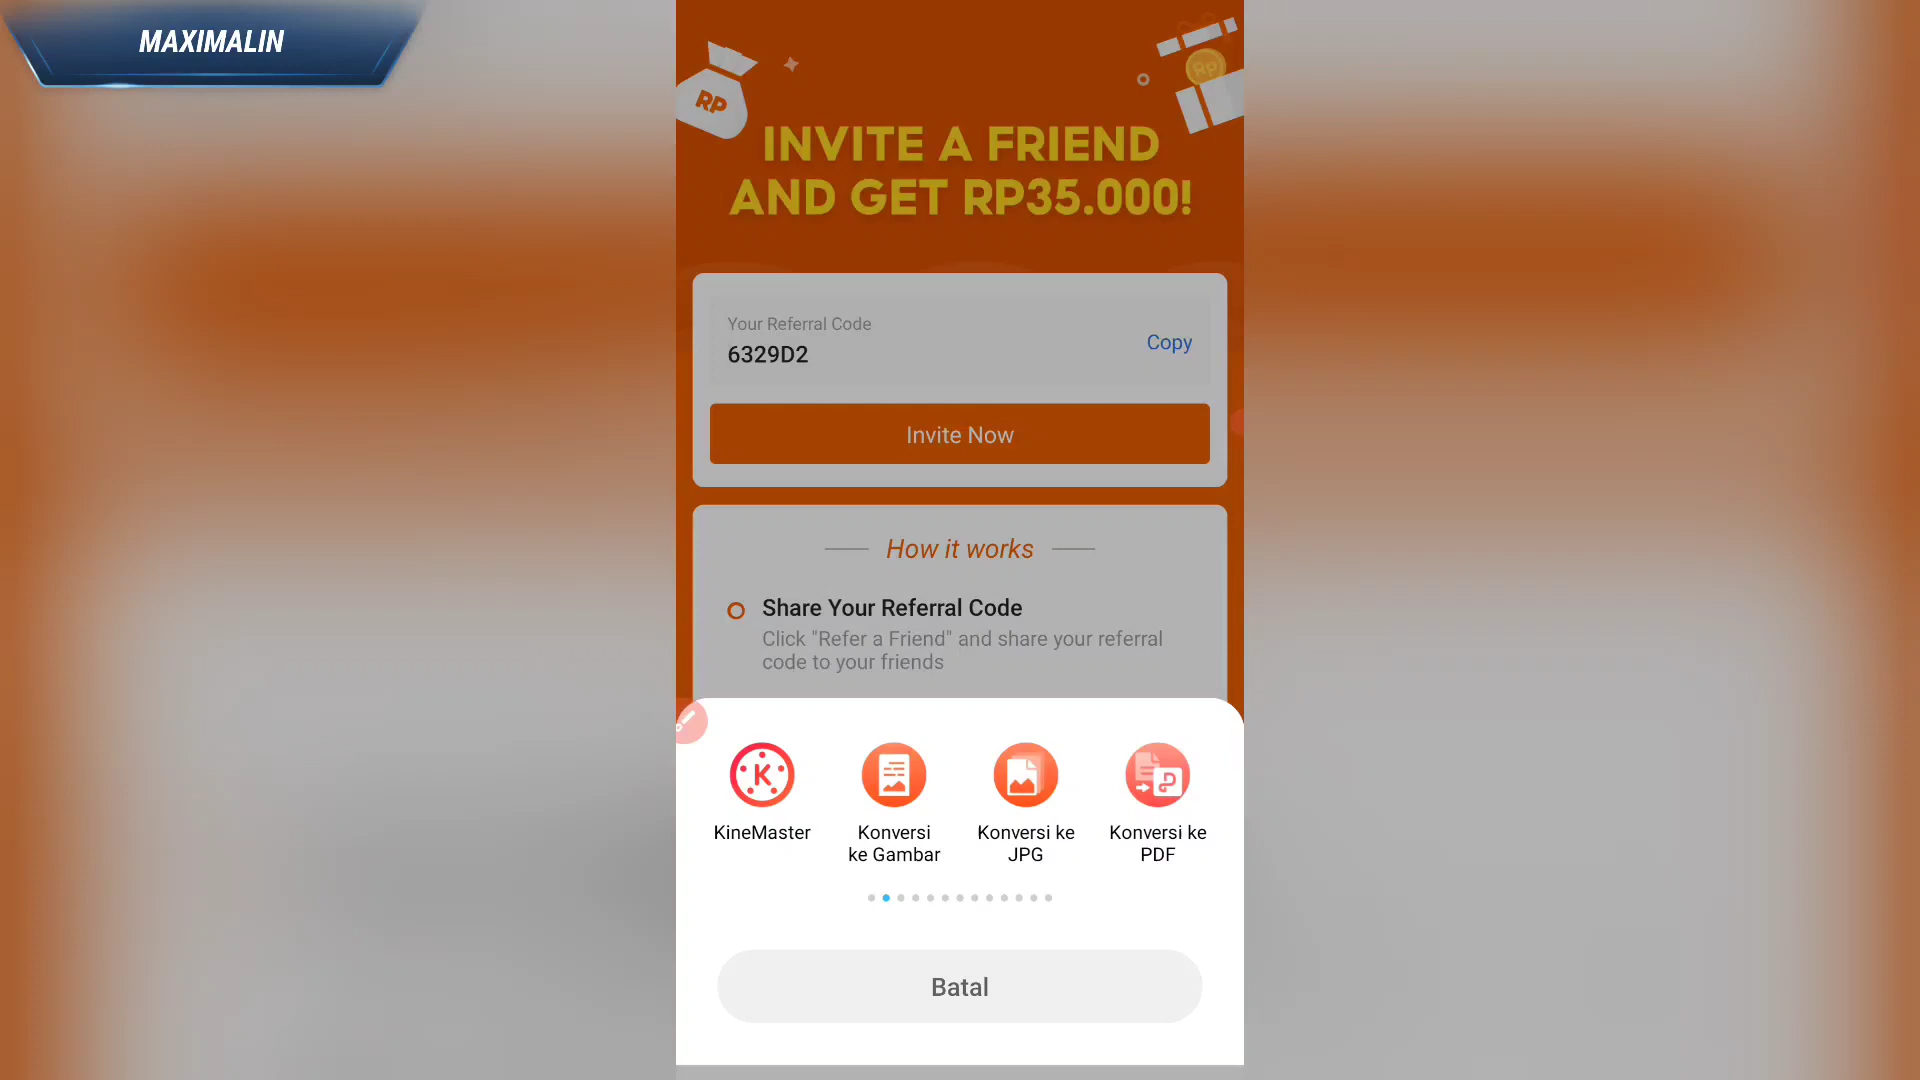 MAXIMALIN
RP
RP
INVITE A FRIEND
AND GET RP35.000!
Your Referral Code
6329D2
Copy
Invite Now
How it works
Share Your Referral Code
Click "Refer a Friend" and share your referral
code to your friends
K
KineMaster
Konversi
ke Gambar
Konversi ke
JPG
Konversi ke
PDF
Batal